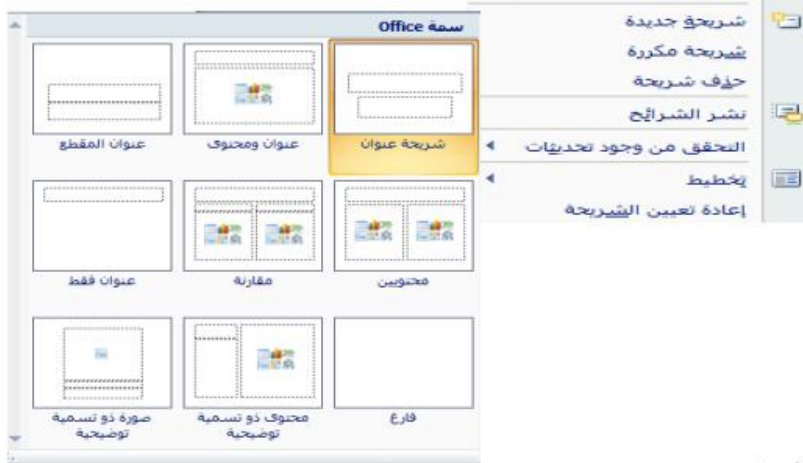 شريحة جديدة
شريحة مكررة
حذف شريحة
نشر الشرائح
التحقق من وجود تحديثات
تخطيط
إعادة تعيين الشريحة
سمة Office
شريحة عنوان
عنوان ومحتوى
عنوان المقطع
محتويين
مقارنة
عنوان فقط
فارغ
محتوى ذو تسمية توضيحية
صورة ذو تسمية توضيحية